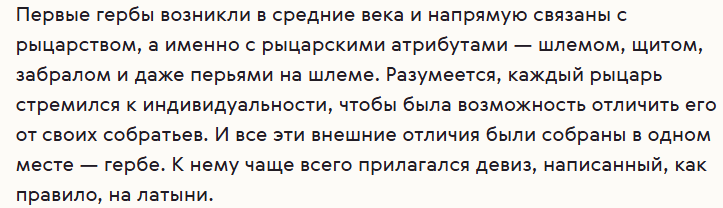 Первые гербы возникли в средние века и напрямую связаны с
рыцарством, а именно с рыцарскими атрибутами — шлемом, щитом,
забралом и даже перьями на шлеме. Разумеется, каждый рыцарь
стремился к индивидуальности, чтобы была возможность отличить его
от своих собратьев. И все эти внешние отличия были собраны в одном
месте — гербе. К нему чаще всего прилагался девиз, написанный, как
правило, на латыни.